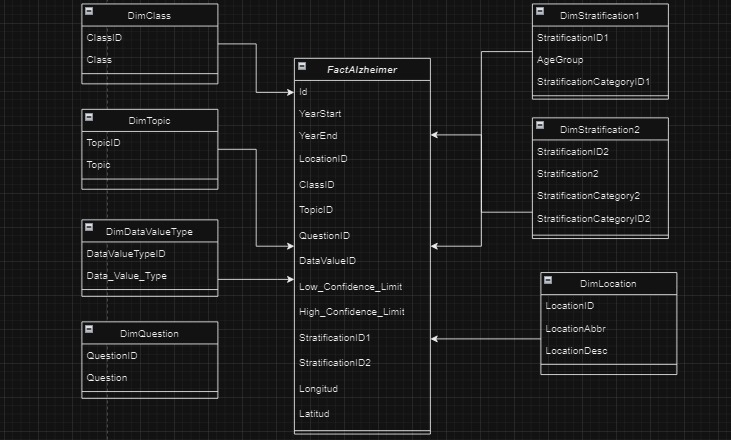 DimClass
ClassID
Class
DimTopic
TopicID
Topic
DimDataValueType
DataValueTypeID
Data_Value_Type
DimQuestion
QuestionID
Question
FactAlzheimer
Id
YearStart
YearEnd
LocationID
ClassID
TopicID
QuestionID
DataValueID
Low_Confidence_Limit
High_Confidence_Limit
StratificationID1
StratificationID2
Longitud
Latitud
DimStratification1
StratificationID1
AgeGroup
StratificationCategoryID1
DimStratification2
StratificationID2
Stratification2
StratificationCategory2
StratificationCategoryID2
DimLocation
LocationID
LocationAbbr
LocationDesc